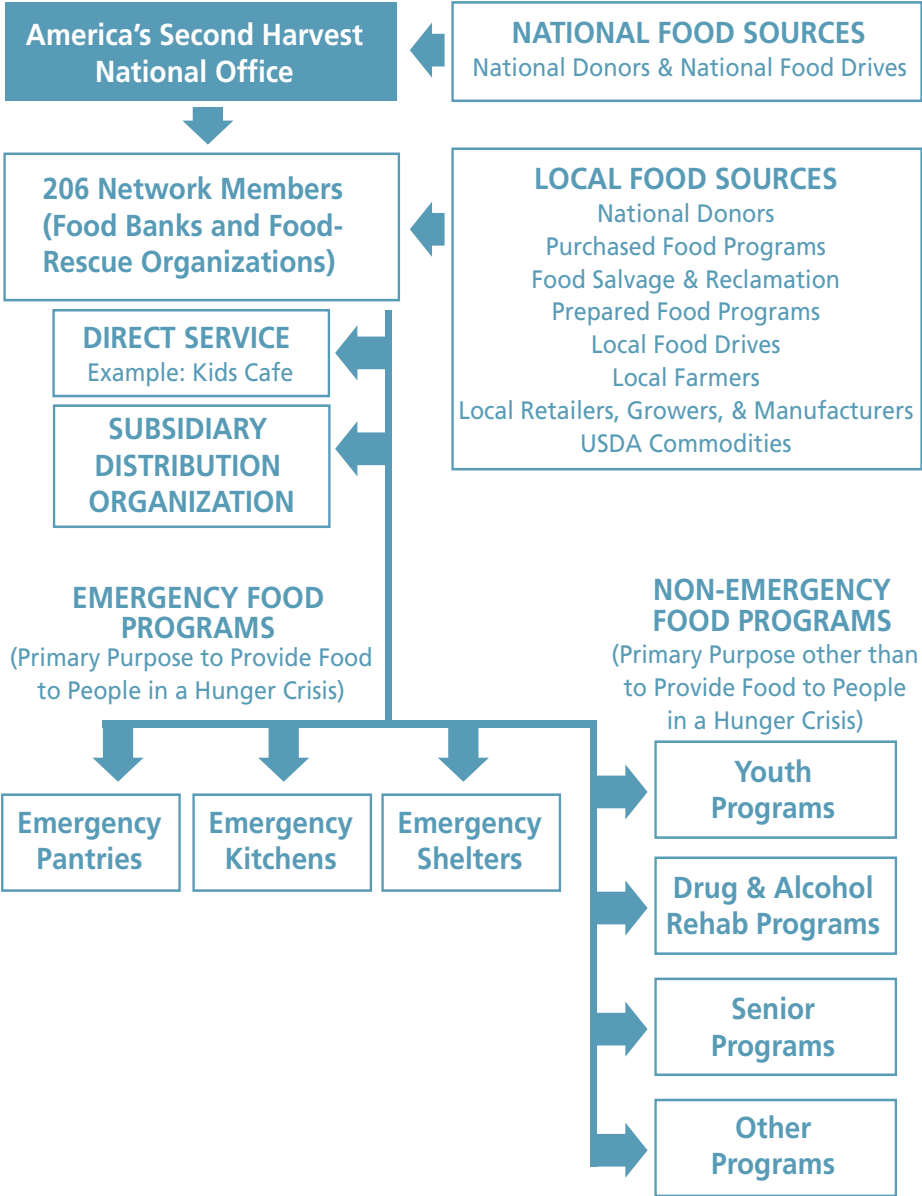 America's Second Harvest
National Office
NATIONAL FOOD SOURCES
National Donors & National Food Drives
206 Network Members
(Food Banks and Food-
Rescue Organizations)
LOCAL FOOD SOURCES
National Donors
Purchased Food Programs
Food Salvage & Reclamation
Prepared Food Programs
Local Food Drives
Local Farmers
Local Retailers, Growers, & Manufacturers
USDA Commodities
DIRECT SERVICE
Example: Kids Cafe
SUBSIDIARY
DISTRIBUTION
ORGANIZATION
EMERGENCY FOOD
PROGRAMS
(Primary Purpose to Provide Food
to People in a Hunger Crisis)
Emergency
Pantries
Emergency
Kitchens
Emergency
Shelters
NON-EMERGENCY
FOOD PROGRAMS
(Primary Purpose other than
to Provide Food to People
in a Hunger Crisis)
Youth
Programs
Drug & Alcohol
Rehab Programs
Senior
Programs
Other
Programs